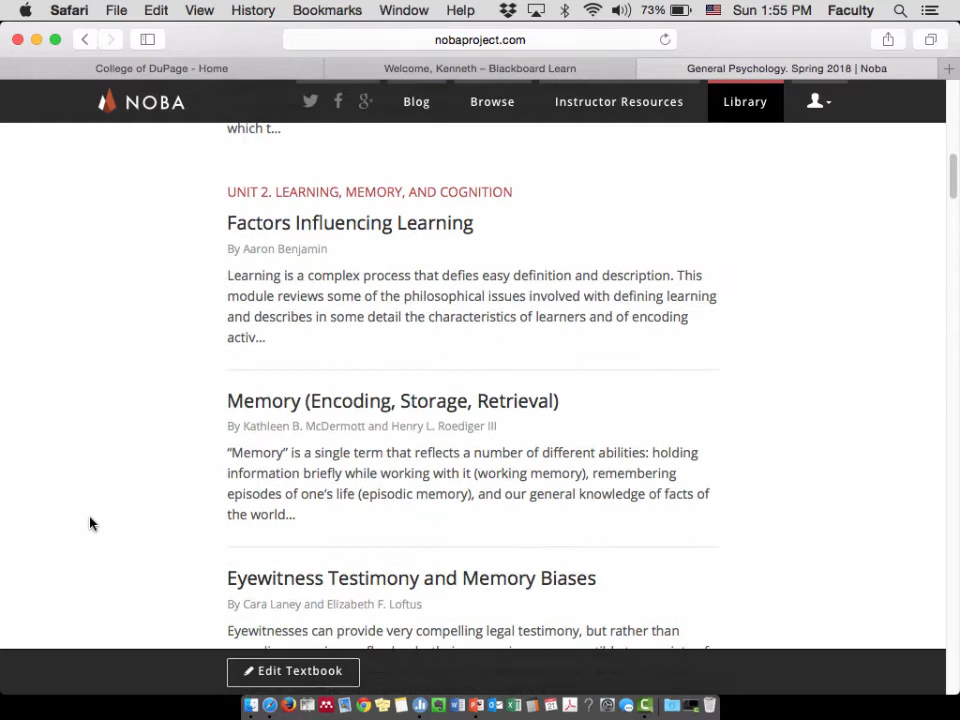 Safari File Edit View History Bookmarks Window Help 73% Sun 1:55 PM Faculty
nobaproject.com
College of DuPage - Home Welcome, Kenneth – Blackboard Learn General Psychology. Spring 2018 | Noba
NOBA Blog Browse Instructor Resources Library
which t...
UNIT 2. LEARNING, MEMORY, AND COGNITION
Factors Influencing Learning
By Aaron Benjamin
Learning is a complex process that defies easy definition and description. This
module reviews some of the philosophical issues involved with defining learning
and describes in some detail the characteristics of learners and of encoding
activ...
Memory (Encoding, Storage, Retrieval)
By Kathleen B. McDermott and Henry L. Roediger III
“Memory” is a single term that reflects a number of different abilities: holding
information briefly while working with it (working memory), remembering
episodes of one’s life (episodic memory), and our general knowledge of facts of
the world...
Eyewitness Testimony and Memory Biases
By Cara Laney and Elizabeth F. Loftus
Eyewitnesses can provide very compelling legal testimony, but rather than
Edit Textbook